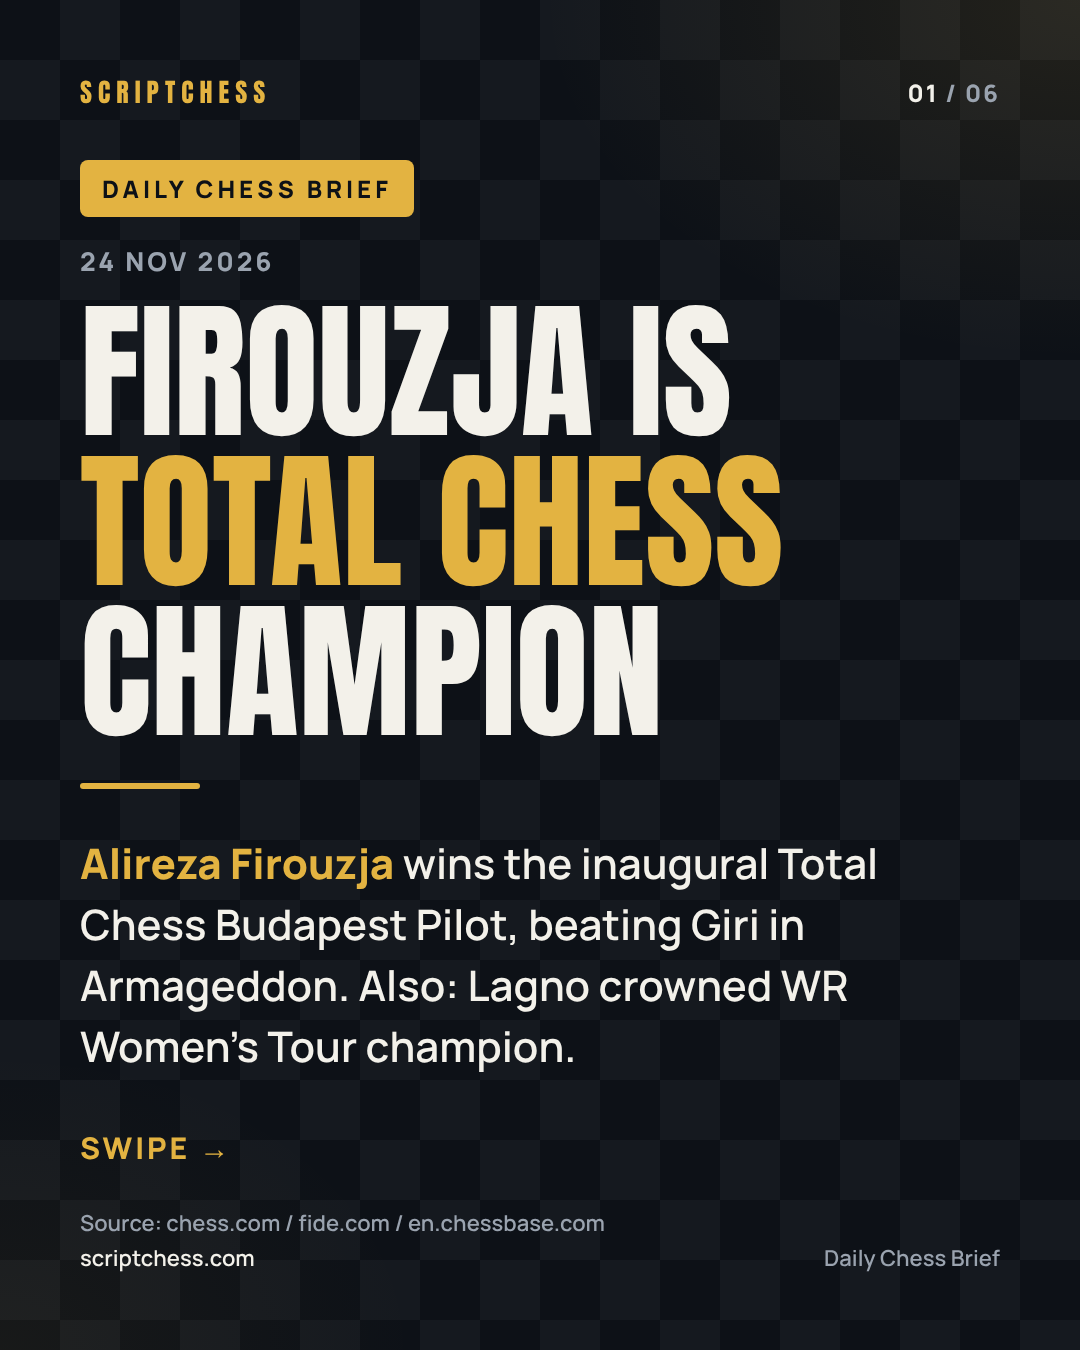 SCRIPTCHESS
01 / 06
DAILY CHESS BRIEF
24 NOV 2026
FIROUZJA IS
TOTAL CHESS
CHAMPION
Alireza Firouzja wins the inaugural Total
Chess Budapest Pilot, beating Giri in
Armageddon. Also: Lagno crowned WR
Women’s Tour champion.
SWIPE →
Source: chess.com / fide.com / en.chessbase.com
scriptchess.com
Daily Chess Brief